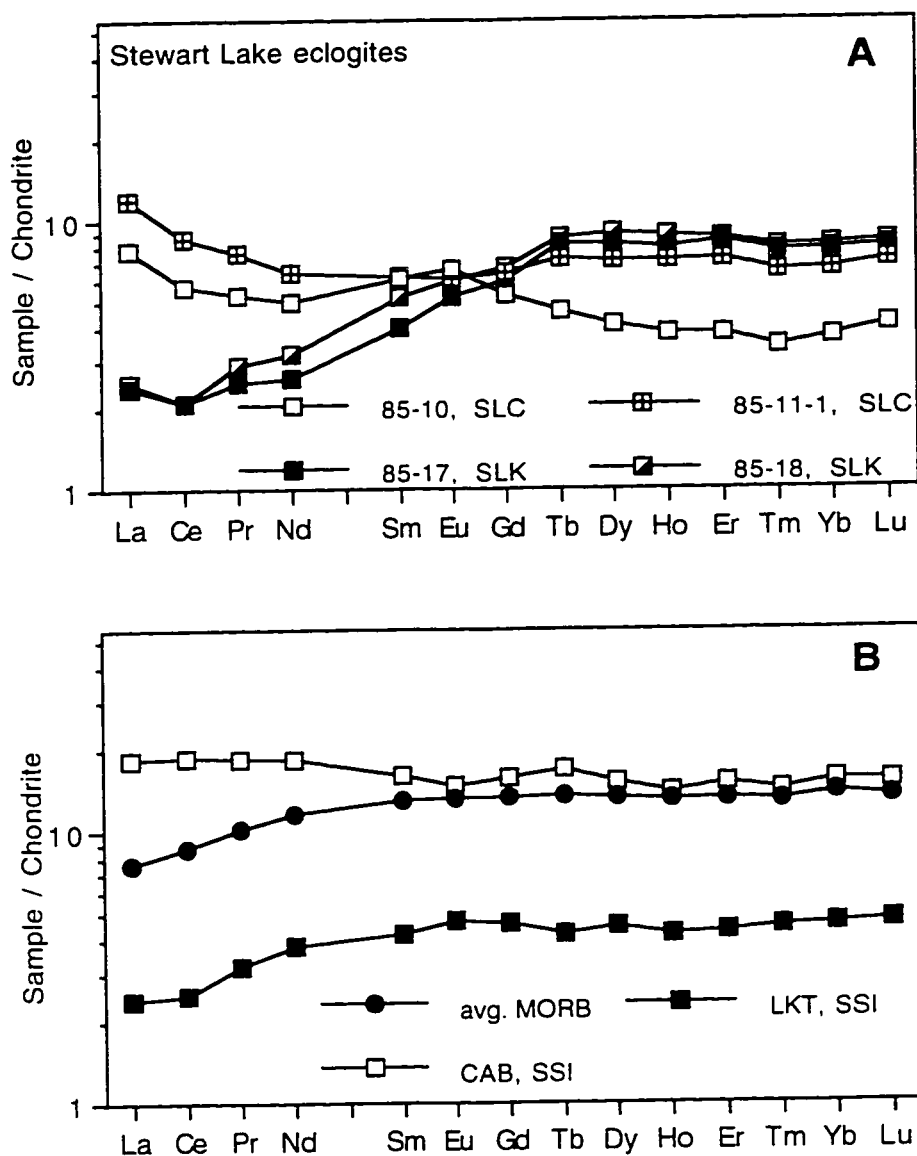 Stewart Lake eclogites
A
Sample / Chondrite
10
1
85-10, SLC
85-11-1, SLC
85-17, SLK
85-18, SLK
La Ce Pr Nd Sm Eu Gd Tb Dy Ho Er Tm Yb Lu
B
Sample / Chondrite
10
1
avg. MORB
LKT, SSI
CAB, SSI
La Ce Pr Nd Sm Eu Gd Tb Dy Ho Er Tm Yb Lu